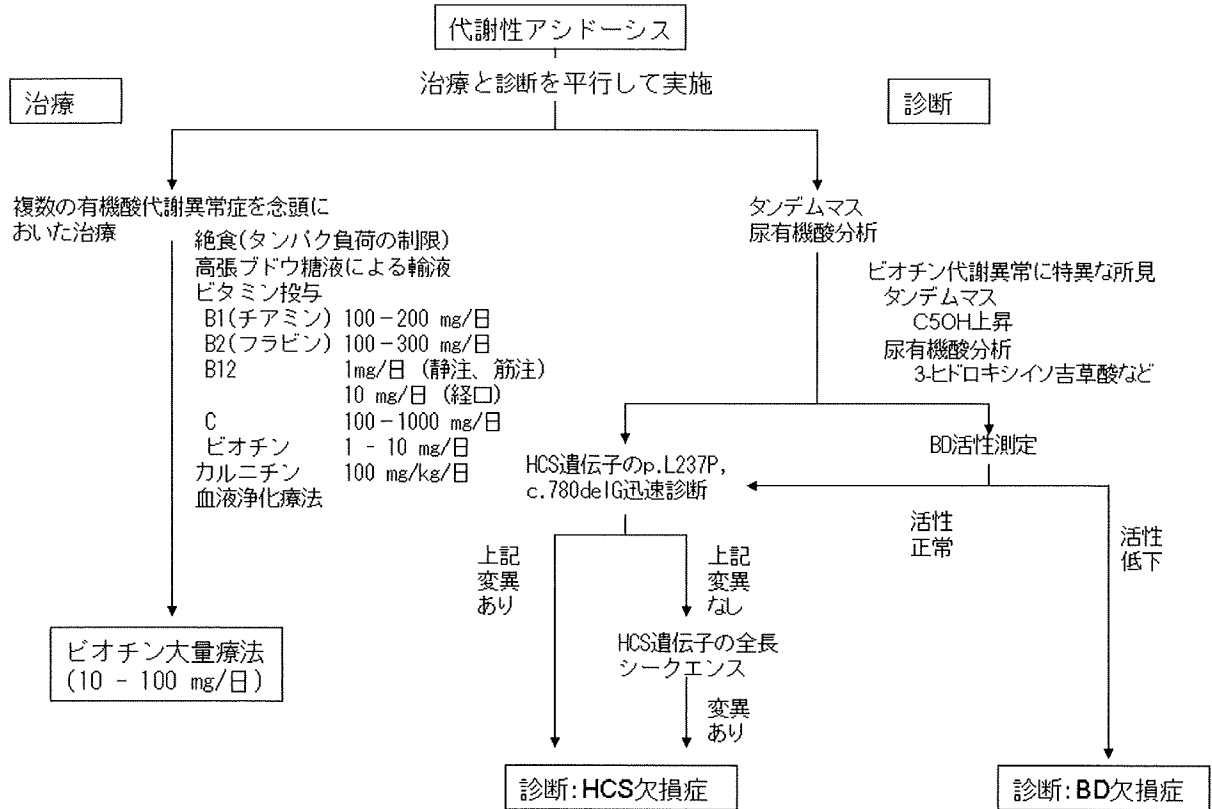 代謝性アシドーシス
治療と診断を平行して実施
治療
診断
複数の有機酸代謝異常症を念頭に
おいた治療
絶食(タンパク負荷の制限)
高張ブドウ糖液による輸液
ビタミン投与
B1(チアミン) 100－200 mg/日
B2(フラビン) 100－300 mg/日
B12 1mg/日 (静注、筋注)
10 mg/日 (経口)
C 100－1000 mg/日
ビオチン 1 - 10 mg/日
カルニチン 100 mg/kg/日
血液浄化療法
ビオチン大量療法
(10 - 100 mg/日)
タンデムマス
尿有機酸分析
ビオチン代謝異常に特異な所見
タンデムマス
C5OH上昇
尿有機酸分析
3-ヒドロキシイソ吉草酸など
HCS遺伝子のp.L237P,
c.780delG迅速診断
BD活性測定
活性
正常
活性
低下
上記
変異
あり
上記
変異
なし
HCS遺伝子の全長
シークエンス
変異
あり
診断:HCS欠損症
診断:BD欠損症